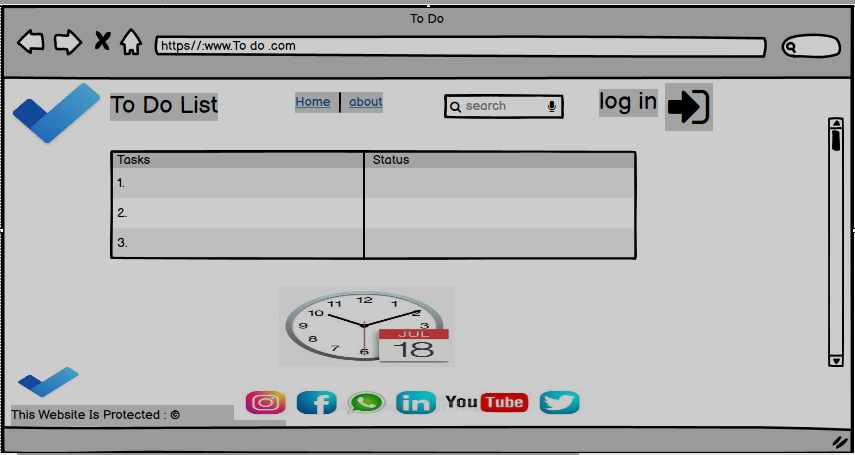 To Do
https//:www.To do .com
To Do List
Home
about
search
log in
Tasks
Status
1.
2.
3.
12
1
2
3
6
7
8
9
10
11
JUL
18
This Website Is Protected : ©
You Tube
in